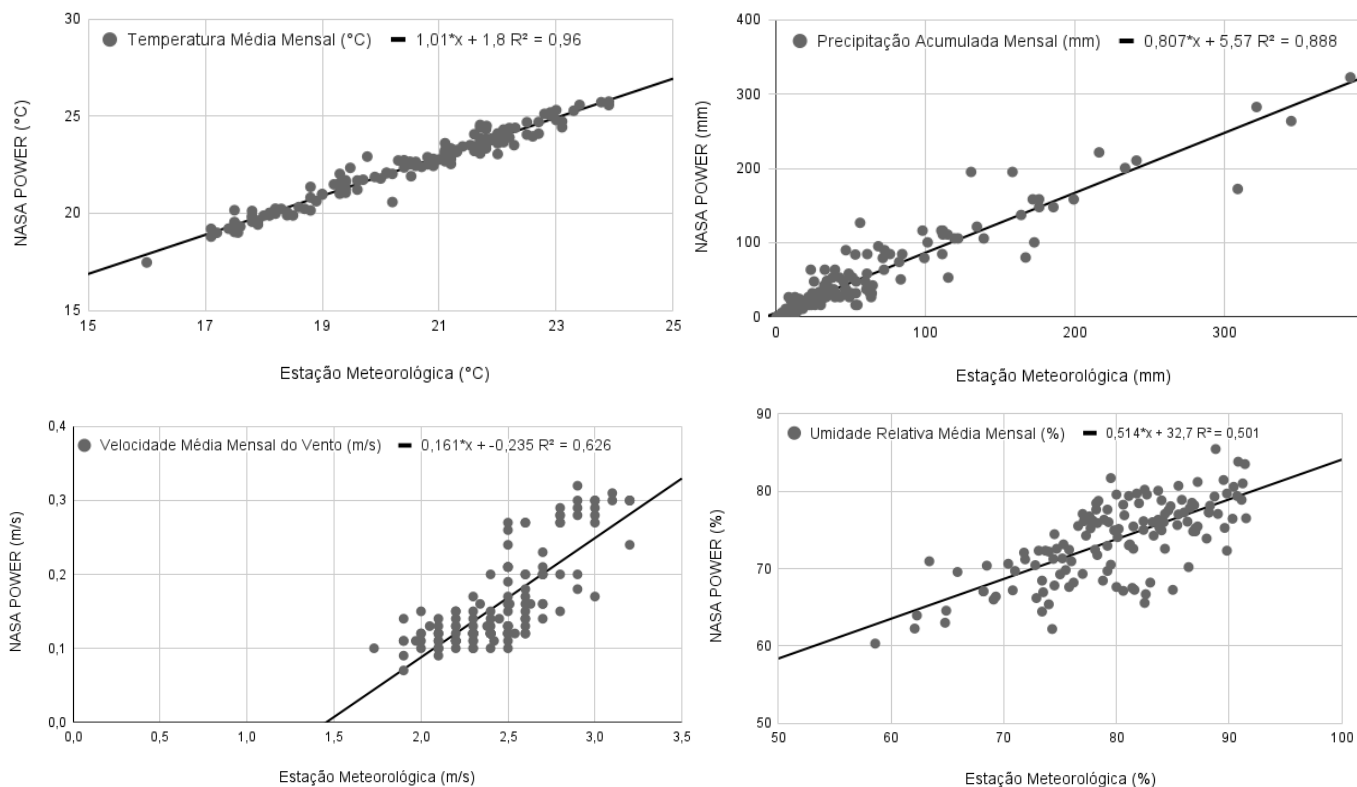 30
Temperatura Média Mensal (°C) 1,01*x + 1,8 R² = 0,96
25
20
15
NASA POWER (°C)
15 17 19 21 23 25
Estação Meteorológica (°C)
400
Precipitação Acumulada Mensal (mm) 0,807*x + 5,57 R² = 0,888
300
200
100
0
NASA POWER (mm)
100 200 300
Estação Meteorológica (mm)
0,4
Velocidade Média Mensal do Vento (m/s) 0,161*x + -0,235 R² = 0,626
0,3
0,2
0,1
0,0
NASA POWER (m/s)
0,0 0,5 1,0 1,5 2,0 2,5 3,0 3,5
Estação Meteorológica (m/s)
90
Umidade Relativa Média Mensal (%) 0,514*x + 32,7 R² = 0,501
80
70
60
50
NASA POWER (%)
50 60 70 80 90 100
Estação Meteorológica (%)